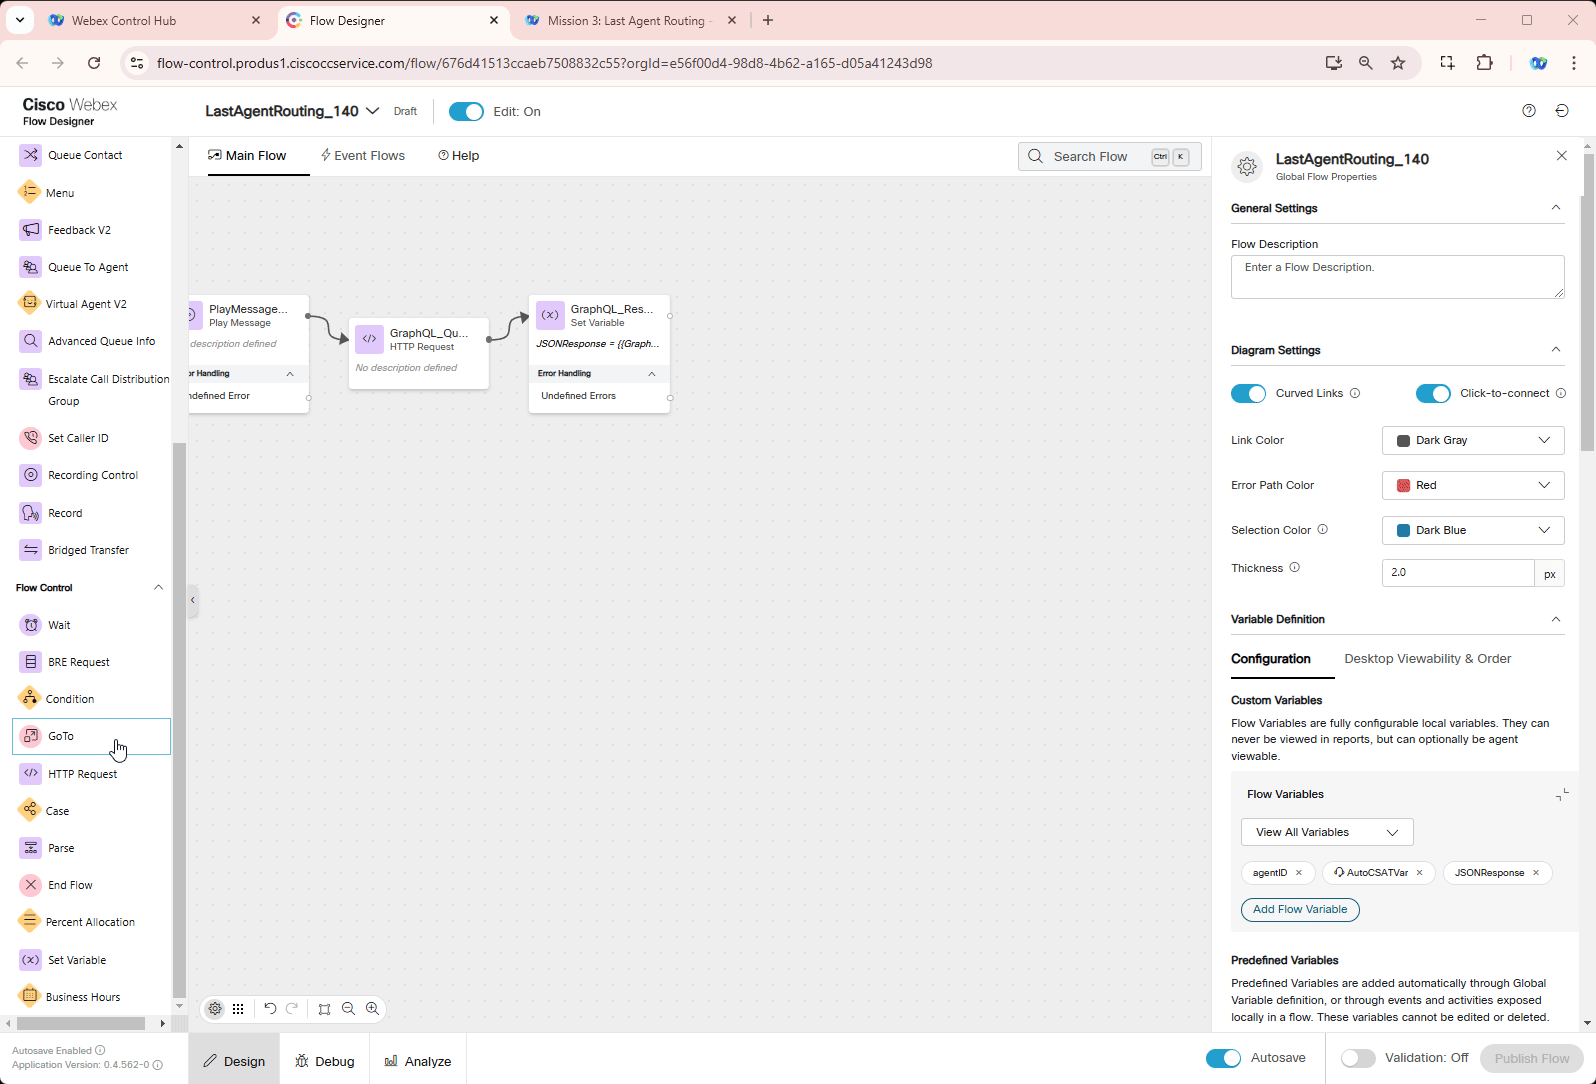 Webex Control Hub
Flow Designer
Mission 3: Last Agent Routing -
flow-control.produs1.ciscoccservice.com/flow/676d41513ccaeb7508832c55?orgId=e56f00d4-98d8-4b62-a165-d05a41243d98
Cisco Webex
Flow Designer
LastAgentRouting_140
Draft
Edit: On
Queue Contact
Menu
Feedback V2
Queue To Agent
Virtual Agent V2
Advanced Queue Info
Escalate Call Distribution
Group
Set Caller ID
Recording Control
Record
Bridged Transfer
Flow Control
Wait
BRE Request
Condition
GoTo
HTTP Request
Case
Parse
End Flow
Percent Allocation
Set Variable
Business Hours
Autosave Enabled
Application Version: 0.4.562-0
Main Flow
Event Flows
Help
Search Flow
Ctrl
K
PlayMessage...
Play Message
description defined
or Handling
ndefined Error
GraphQL_Qu...
HTTP Request
No description defined
GraphQL_Res...
Set Variable
JSONResponse = {{Graph...
Error Handling
Undefined Errors
Design
Debug
Analyze
LastAgentRouting_140
Global Flow Properties
General Settings
Flow Description
Enter a Flow Description.
Diagram Settings
Curved Links
Click-to-connect
Link Color
Dark Gray
Error Path Color
Red
Selection Color
Dark Blue
Thickness
2.0
px
Variable Definition
Configuration
Desktop Viewability & Order
Custom Variables
Flow Variables are fully configurable local variables. They can
never be viewed in reports, but can optionally be agent
viewable.
Flow Variables
View All Variables
agentID
AutoCSATVar
JSONResponse
Add Flow Variable
Predefined Variables
Predefined Variables are added automatically through Global
Variable definition, or through events and activities exposed
locally in a flow. These variables cannot be edited or deleted.
Autosave
Validation: Off
Publish Flow